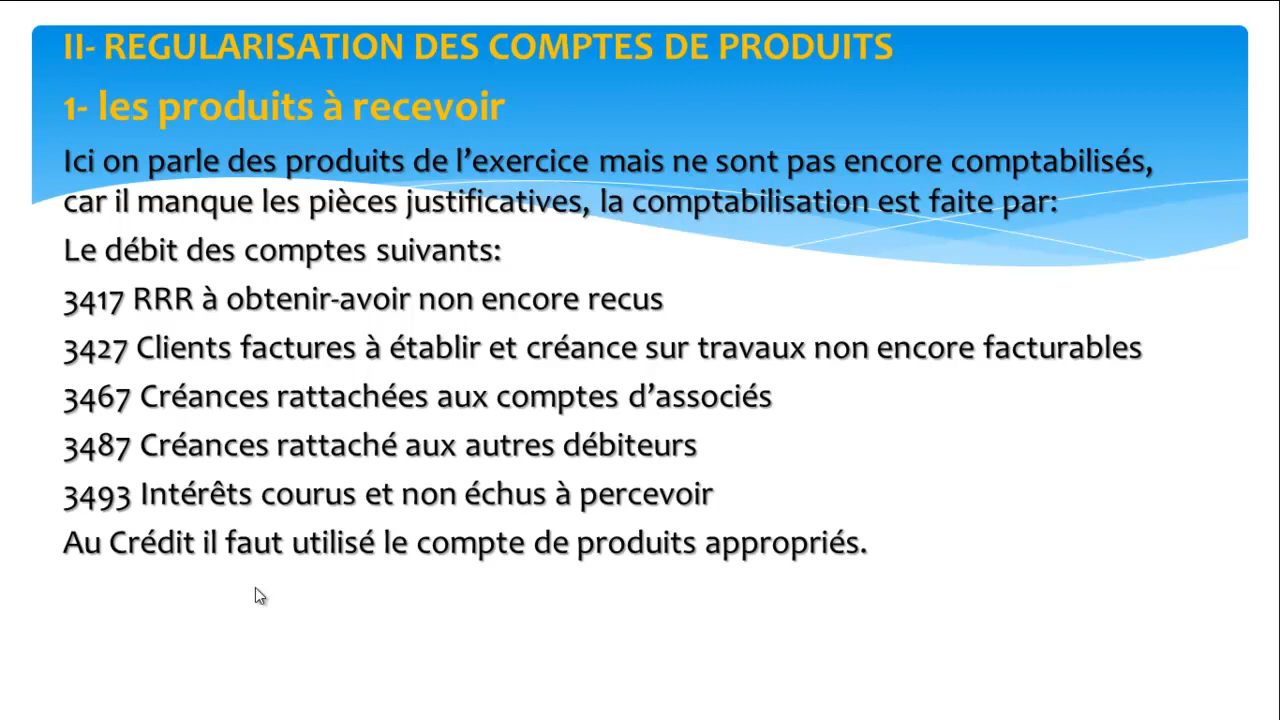 II- REGULARISATION DES COMPTES DE PRODUITS
1- les produits à recevoir
Ici on parle des produits de l’exercice mais ne sont pas encore comptabilisés,
car il manque les pièces justificatives, la comptabilisation est faite par:
Le débit des comptes suivants:
3417 RRR à obtenir-avoir non encore recus
3427 Clients factures à établir et créance sur travaux non encore facturables
3467 Créances rattachées aux comptes d’associés
3487 Créances rattaché aux autres débiteurs
3493 Intérêts courus et non échus à percevoir
Au Crédit il faut utilisé le compte de produits appropriés.